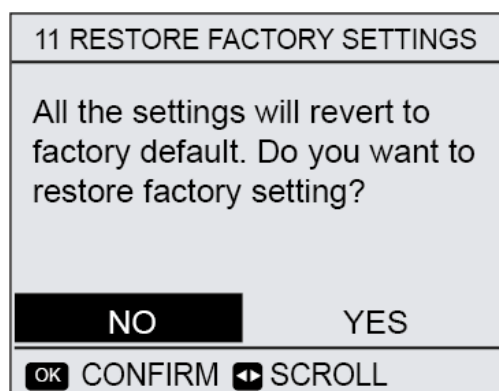 11 RESTORE FACTORY SETTINGS
All the settings will revert to
factory default. Do you want to
restore factory setting?
NO YES
OK CONFIRM SCROLL